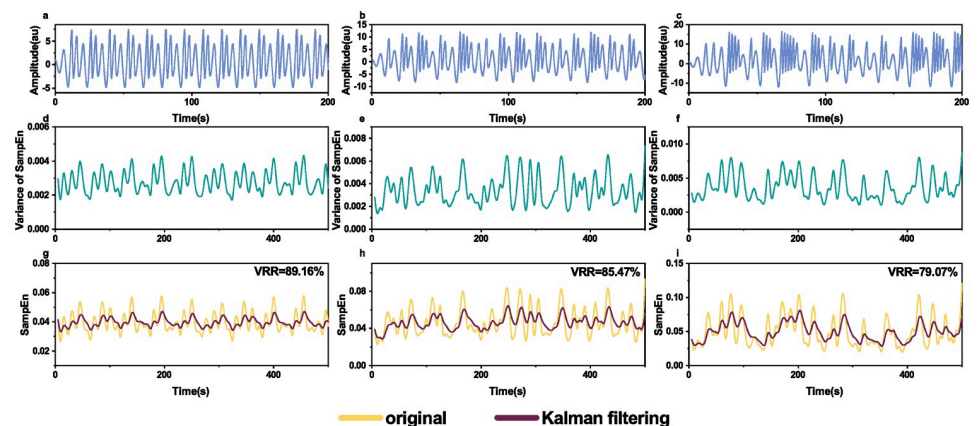 a
Amplitude(au)
5
0
-5
0
100
200
Time(s)
b
Amplitude(au)
15
10
5
0
-5
-10
0
100
200
Time(s)
c
Amplitude(au)
20
10
0
-10
0
100
200
Time(s)
d
Variance of SampEn
0.006
0.004
0.002
0.000
0
200
400
e
Variance of SampEn
0.008
0.006
0.004
0.002
0.000
0
200
400
f
Variance of SampEn
0.010
0.005
0.000
0
200
400
g
SampEn
0.08
0.06
0.04
0.02
VRR=89.16%
0
200
400
Time(s)
h
SampEn
0.08
0.04
0.00
VRR=85.47%
0
200
400
Time(s)
i
SampEn
0.15
0.10
0.05
0.00
VRR=79.07%
0
200
400
Time(s)
original
Kalman filtering